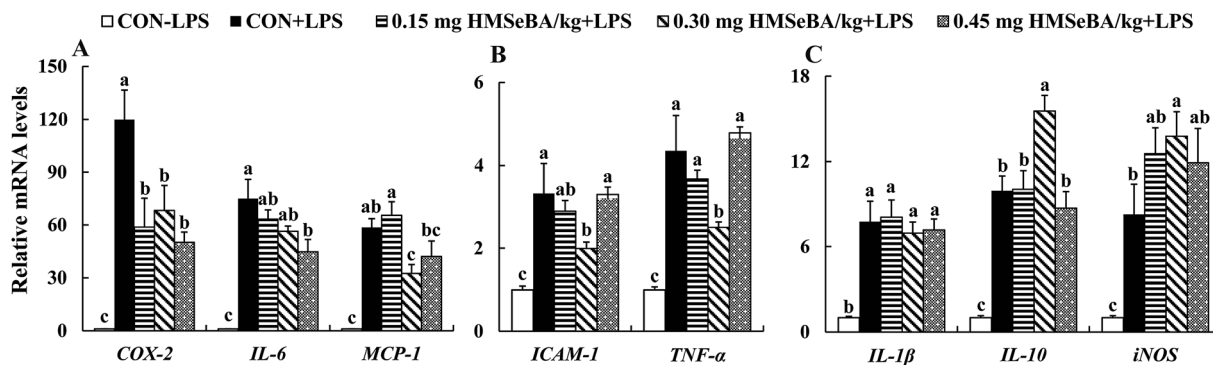 CON-LPS CON+LPS 0.15 mg HMSeBA/kg+LPS 0.30 mg HMSeBA/kg+LPS 0.45 mg HMSeBA/kg+LPS
A
Relative mRNA levels
150
120
90
60
30
0
c a b b b
c a ab ab b
c ab a c bc
COX-2 IL-6 MCP-1
B
6
4
2
0
c a ab b a
c a a b a
ICAM-1 TNF-α
C
18
12
6
0
b a a a a
c b b a b
c b ab a ab
IL-1β IL-10 iNOS